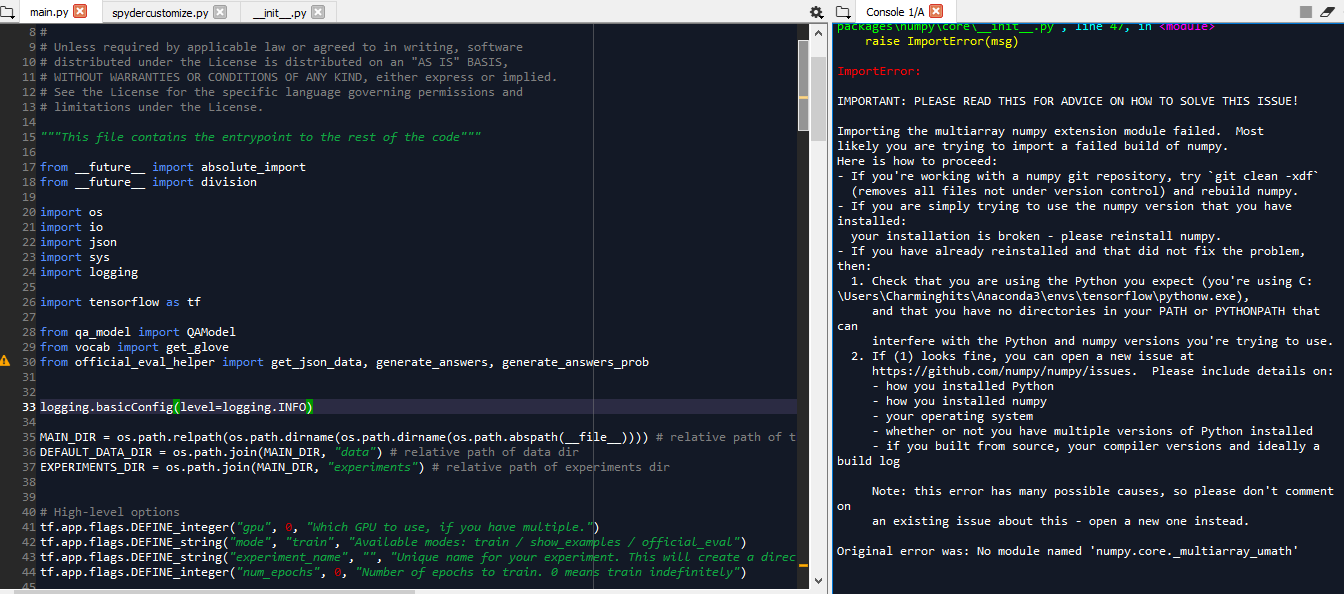 main.py
spydercustomize.py
__init__.py
Console 1/A
8 #
9 # Unless required by applicable law or agreed to in writing, software
10 # distributed under the License is distributed on an "AS IS" BASIS,
11 # WITHOUT WARRANTIES OR CONDITIONS OF ANY KIND, either express or implied.
12 # See the License for the specific language governing permissions and
13 # limitations under the License.
14
15 """This file contains the entrypoint to the rest of the code"""
16
17 from __future__ import absolute_import
18 from __future__ import division
19
20 import os
21 import io
22 import json
23 import sys
24 import logging
25
26 import tensorflow as tf
27
28 from qa_model import QAModel
29 from vocab import get_glove
30 from official_eval_helper import get_json_data, generate_answers, generate_answers_prob
31
32
33 logging.basicConfig(level=logging.INFO)
34
35 MAIN_DIR = os.path.relpath(os.path.dirname(os.path.dirname(os.path.abspath(__file__)))) # relative path of t
36 DEFAULT_DATA_DIR = os.path.join(MAIN_DIR, "data") # relative path of data dir
37 EXPERIMENTS_DIR = os.path.join(MAIN_DIR, "experiments") # relative path of experiments dir
38
39
40 # High-level options
41 tf.app.flags.DEFINE_integer("gpu", 0, "Which GPU to use, if you have multiple.")
42 tf.app.flags.DEFINE_string("mode", "train", "Available modes: train / show_examples / official_eval")
43 tf.app.flags.DEFINE_string("experiment_name", "", "Unique name for your experiment. This will create a direc
44 tf.app.flags.DEFINE_integer("num_epochs", 0, "Number of epochs to train. 0 means train indefinitely")
45
packages\numpy\core\__init__.py", line 47, in <module>
raise ImportError(msg)
ImportError:
IMPORTANT: PLEASE READ THIS FOR ADVICE ON HOW TO SOLVE THIS ISSUE!
Importing the multiarray numpy extension module failed.  Most
likely you are trying to import a failed build of numpy.
Here is how to proceed:
- If you're working with a numpy git repository, try `git clean -xdf`
(removes all files not under version control) and rebuild numpy.
- If you are simply trying to use the numpy version that you have
installed:
your installation is broken - please reinstall numpy.
- If you have already reinstalled and that did not fix the problem,
then:
1. Check that you are using the Python you expect (you're using C:
\Users\Charminghits\Anaconda3\envs\tensorflow\pythonw.exe),
and that you have no directories in your PATH or PYTHONPATH that
can
interfere with the Python and numpy versions you're trying to use.
2. If (1) looks fine, you can open a new issue at
https://github.com/numpy/numpy/issues.  Please include details on:
- how you installed Python
- how you installed numpy
- your operating system
- whether or not you have multiple versions of Python installed
- if you built from source, your compiler versions and ideally a
build log
Note: this error has many possible causes, so please don't comment
on
an existing issue about this - open a new one instead.
Original error was: No module named 'numpy.core._multiarray_umath'